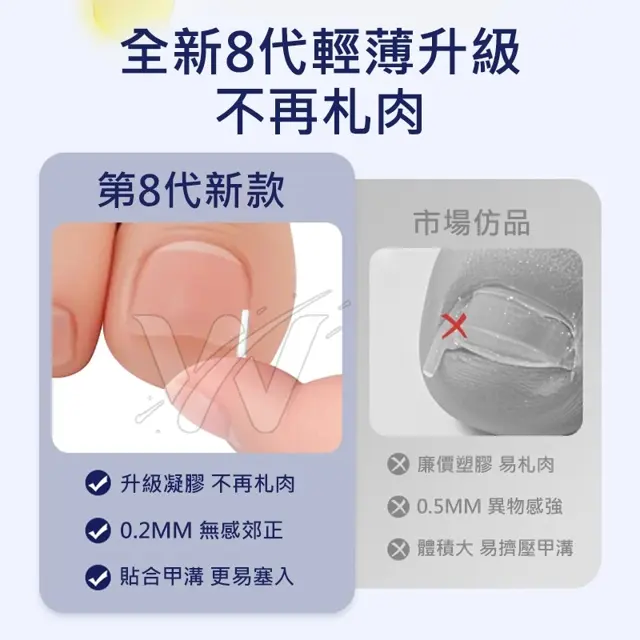 全新8代輕薄升級
不再札肉
第8代新款
升級凝膠 不再札肉
0.2MM 無感郊正
貼合甲溝 更易塞入
市場仿品
廉價塑膠 易札肉
0.5MM 異物感強
體積大 易擠壓甲溝
W